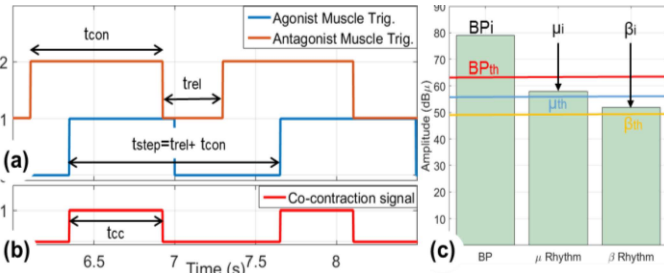 Agonist Muscle Trig.
Antagonist Muscle Trig.
tcon
trel
2
1
tstep=trel+ tcon
(a)
Co-contraction signal
1
tcc
(b)
6.5 7 7.5 8
Time (s)
90
80
70
60
50
40
30
20
10
Amplitude (dBμ)
BPi μi βi
BPth
μth
βth
(c)
BP μ Rhythm β Rhythm